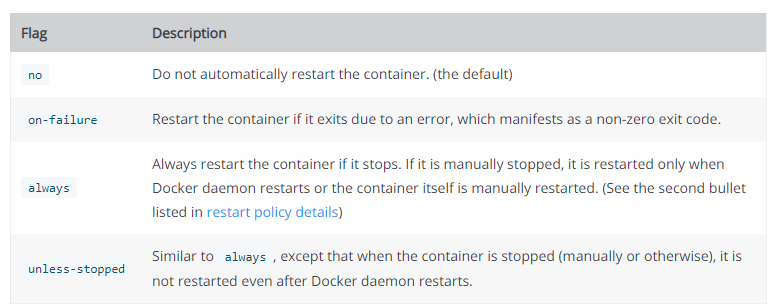 Flag Description
no Do not automatically restart the container. (the default)
on-failure Restart the container if it exits due to an error, which manifests as a non-zero exit code.
Always restart the container if it stops. If it is manually stopped, it is restarted only when
always Docker daemon restarts or the container itself is manually restarted. (See the second bullet
listed in restart policy details)
Similar to always , except that when the container is stopped (manually or otherwise), it is
unless-stopped not restarted even after Docker daemon restarts.